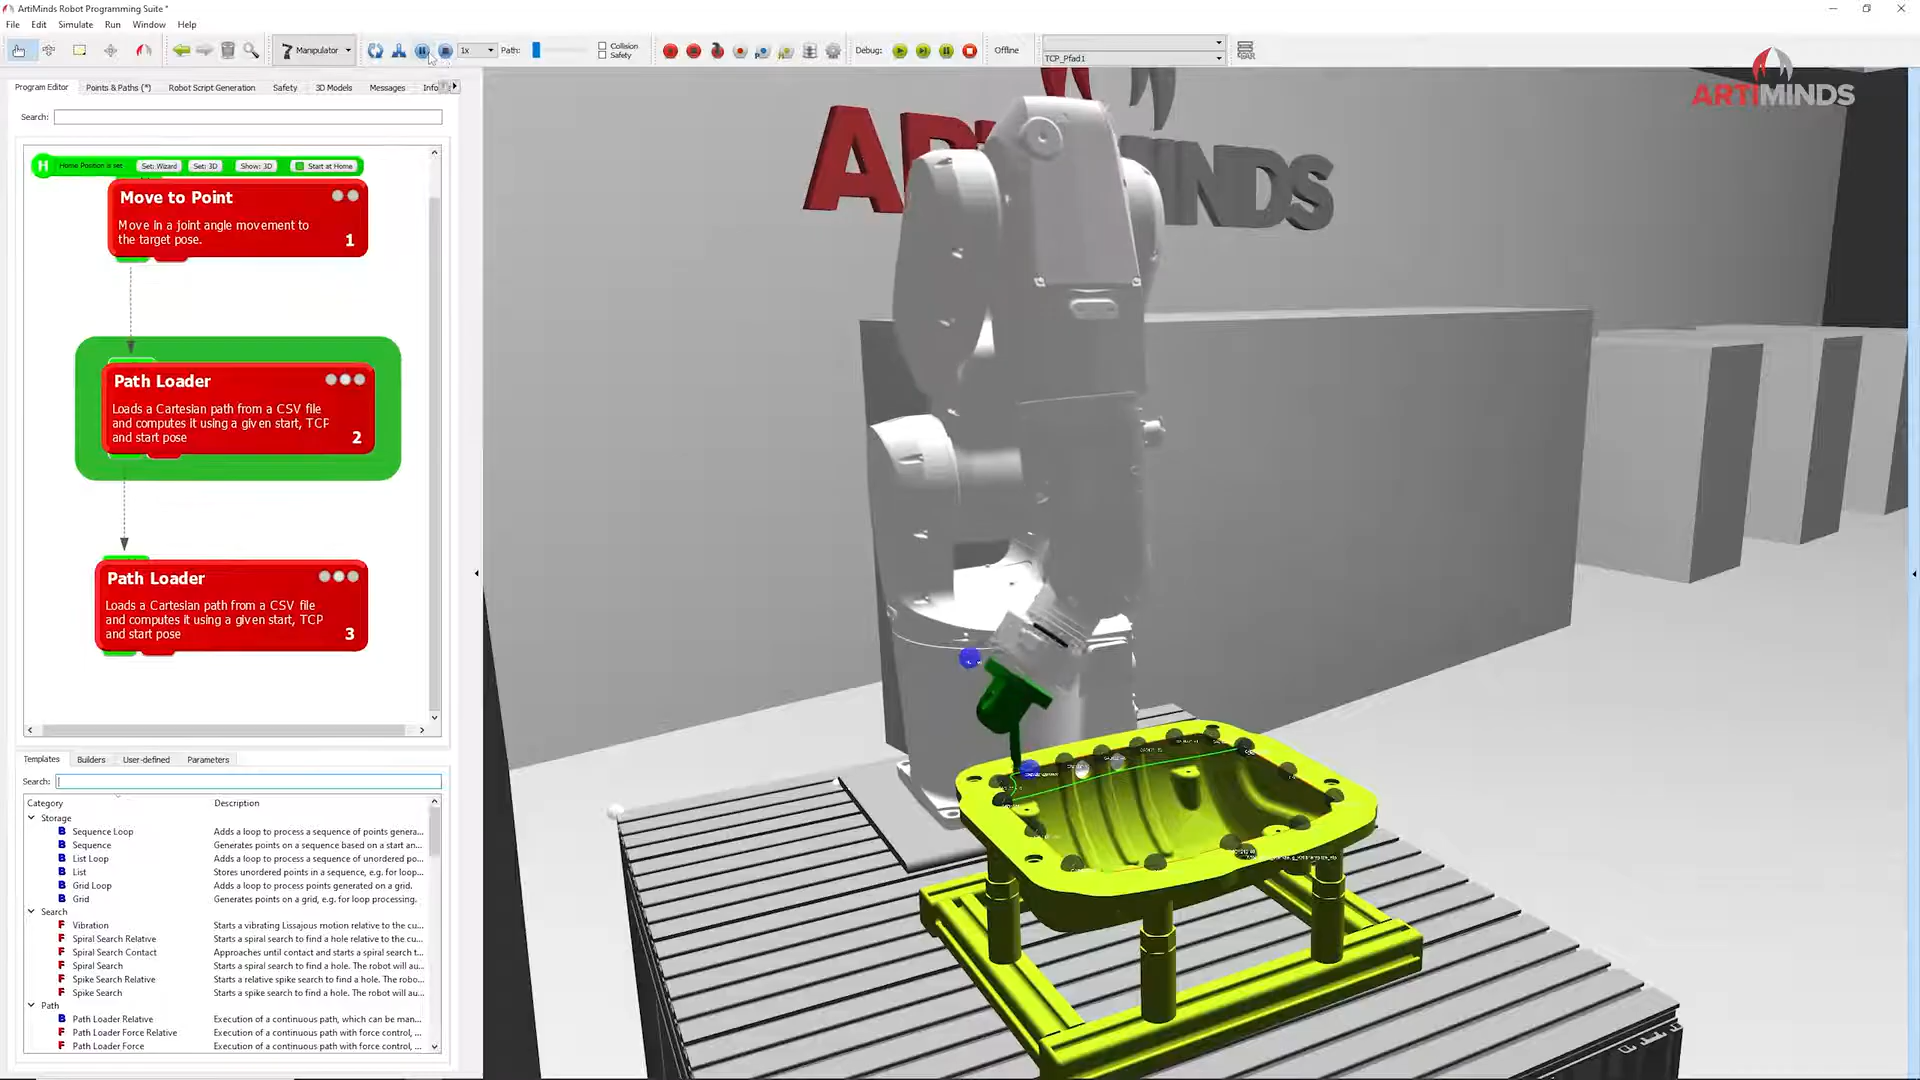 ArtiMinds Robot Programming Suite *
File Edit Simulate Run Window Help
Manipulator
1x
Path:
Collision
Safety
Debug:
Offline
TCP_Pfad1
Program Editor
Points & Paths (*)
Robot Script Generation
Safety
3D Models
Messages
Info
Search:
H
Home Position is set
Set: Wizard
Set: 3D
Show: 3D
Start at Home
Move to Point
Move in a joint angle movement to
the target pose.
1
Path Loader
Loads a Cartesian path from a CSV file
and computes it using a given start, TCP
and start pose
2
Path Loader
Loads a Cartesian path from a CSV file
and computes it using a given start, TCP
and start pose
3
Templates
Builders
User-defined
Parameters
Search:
Category Description
Storage
B Sequence Loop Adds a loop to process a sequence of points genera...
B Sequence Generates points on a sequence based on a start an...
B List Loop Adds a loop to process a sequence of unordered po...
B List Stores unordered points in a sequence, e.g. for loop...
B Grid Loop Adds a loop to process points generated on a grid.
B Grid Generates points on a grid, e.g. for loop processing.
Search
F Vibration Starts a vibrating Lissajous motion relative to the cu...
F Spiral Search Relative Starts a spiral search to find a hole relative to the cu...
F Spiral Search Contact Approaches until contact and starts a spiral search t...
F Spiral Search Starts a spiral search to find a hole. The robot will au...
F Spike Search Relative Starts a relative spike search to find a hole. The robo...
F Spike Search Starts a spike search to find a hole. The robot will au...
Path
B Path Loader Relative Execution of a continuous path, which can be man...
F Path Loader Force Relative Execution of a continuous path with force control, ...
F Path Loader Force Execution of a continuous path with force control, ...
ARTIMINDS
AR INDS